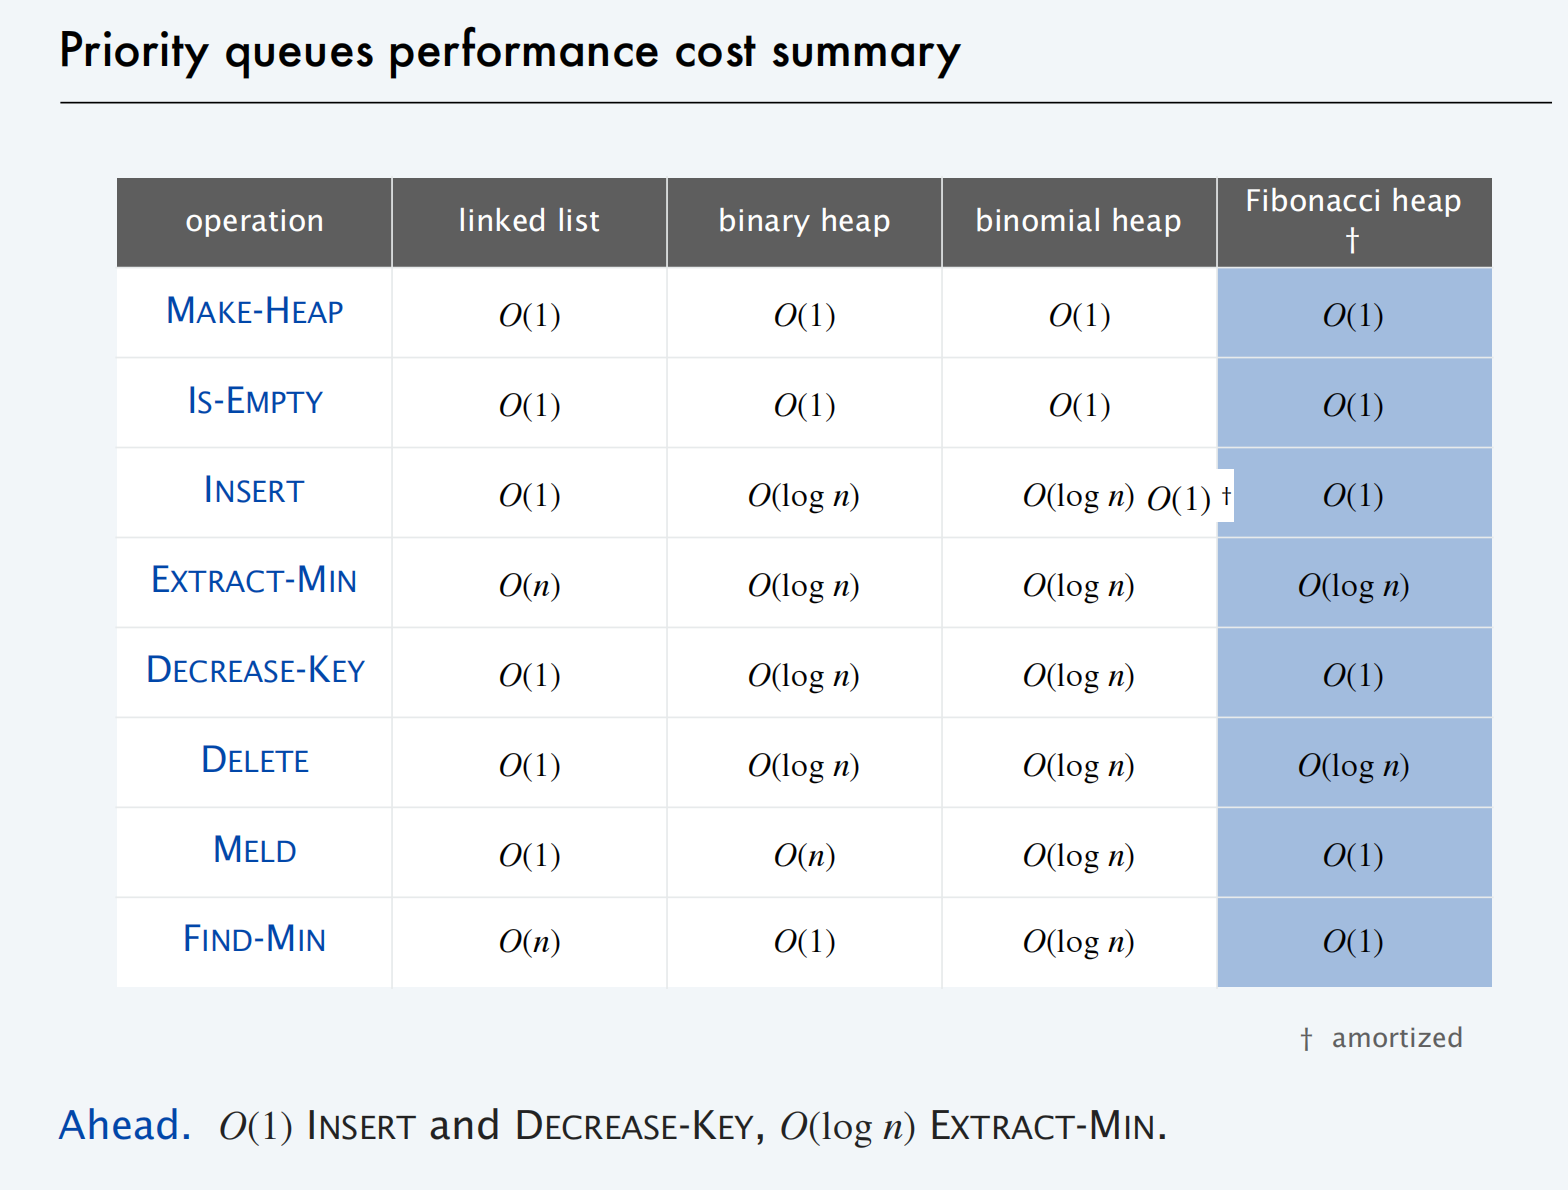 Priority queues performance cost summary
operation linked list binary heap binomial heap Fibonacci heap †
MAKE-HEAP O(1) O(1) O(1) O(1)
IS-EMPTY O(1) O(1) O(1) O(1)
INSERT O(1) O(log n) O(log n) O(1) † O(1)
EXTRACT-MIN O(n) O(log n) O(log n) O(log n)
DECREASE-KEY O(1) O(log n) O(log n) O(1)
DELETE O(1) O(log n) O(log n) O(log n)
MELD O(1) O(n) O(log n) O(1)
FIND-MIN O(n) O(1) O(log n) O(1)
† amortized
Ahead. O(1) INSERT and DECREASE-KEY, O(log n) EXTRACT-MIN.